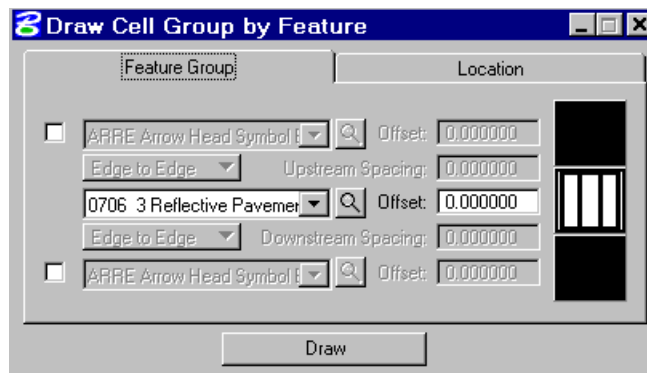 Draw Cell Group by Feature
Feature Group Location
ARRE Arrow Head Symbol E Offset: 0.000000
Edge to Edge Upstream Spacing: 0.000000
0706 3 Reflective Pavemer Offset: 0.000000
Edge to Edge Downstream Spacing: 0.000000
ARRE Arrow Head Symbol E Offset: 0.000000
Draw